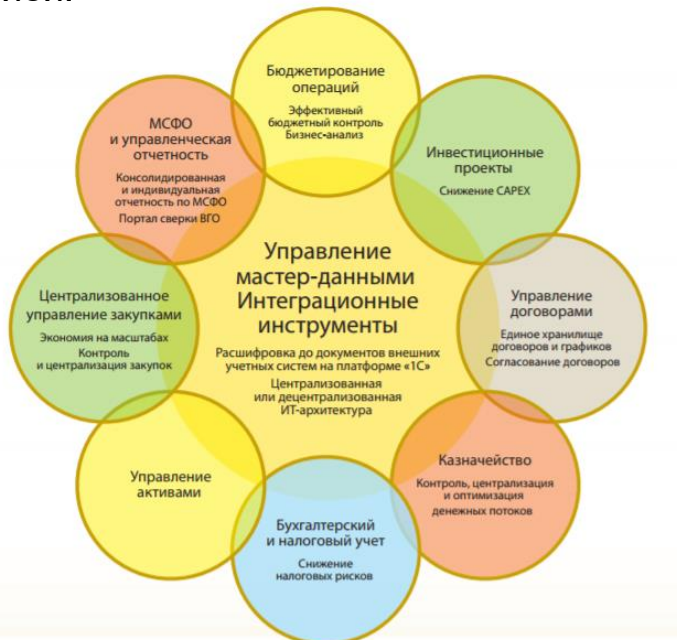 Бюджетирование
операций
Эффективный
бюджетный контроль
Бизнес-анализ
МСФО
и управленческая
отчетность
Консолидированная
и индивидуальная
отчетность по МСФО
Портал сверки ВГО
Инвестиционные
проекты
Снижение CAPEX
Управление
мастер-данными
Интеграционные
инструменты
Расшифровка до документов внешних
учетных систем на платформе «1С»
Централизованная
или децентрализованная
ИТ-архитектура
Централизованное
управление закупками
Экономия на масштабах
Контроль
и централизация закупок
Управление
договорами
Единое хранилище
договоров и графиков
Согласование договоров
Управление
активами
Казначейство
Контроль, централизация
и оптимизация
денежных потоков
Бухгалтерский
и налоговый учет
Снижение
налоговых рисков